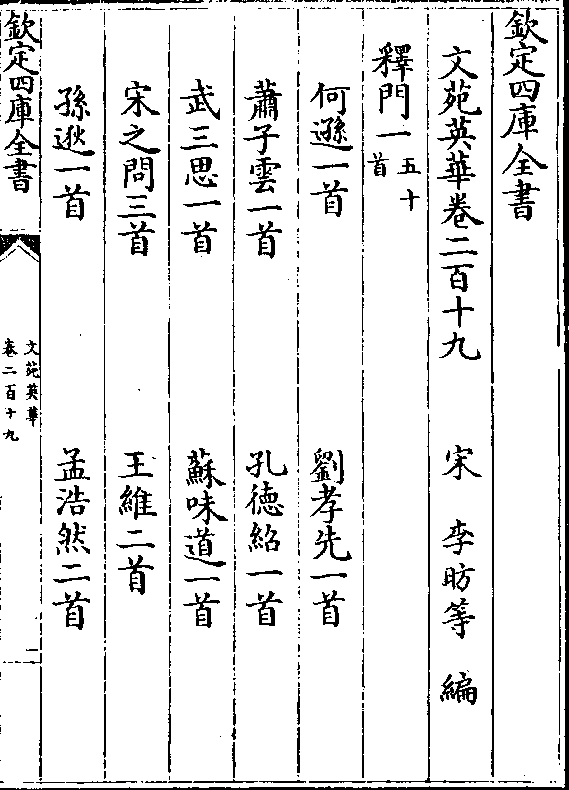 欽定四庫全書
文苑英華卷二百十九　宋　李昉等　編
釋門一五十首
何遜一首　劉孝先一首
蕭子雲一首　孔德紹一首
武三思一首　蘇味道一首
宋之問三首　王維二首
孫逖一首　孟浩然二首
欽定四庫全書
文苑英華
卷二百十九
一